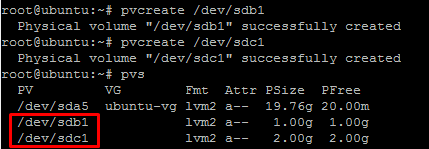 root@ubuntu:~# pvcreate /dev/sdb1
  Physical volume "/dev/sdb1" successfully created
root@ubuntu:~# pvcreate /dev/sdc1
  Physical volume "/dev/sdc1" successfully created
root@ubuntu:~# pvs
  PV         VG        Fmt  Attr PSize  PFree
  /dev/sda5  ubuntu-vg lvm2 a--  19.76g 20.00m
  /dev/sdb1            lvm2 a--   1.00g  1.00g
  /dev/sdc1            lvm2 a--   2.00g  2.00g